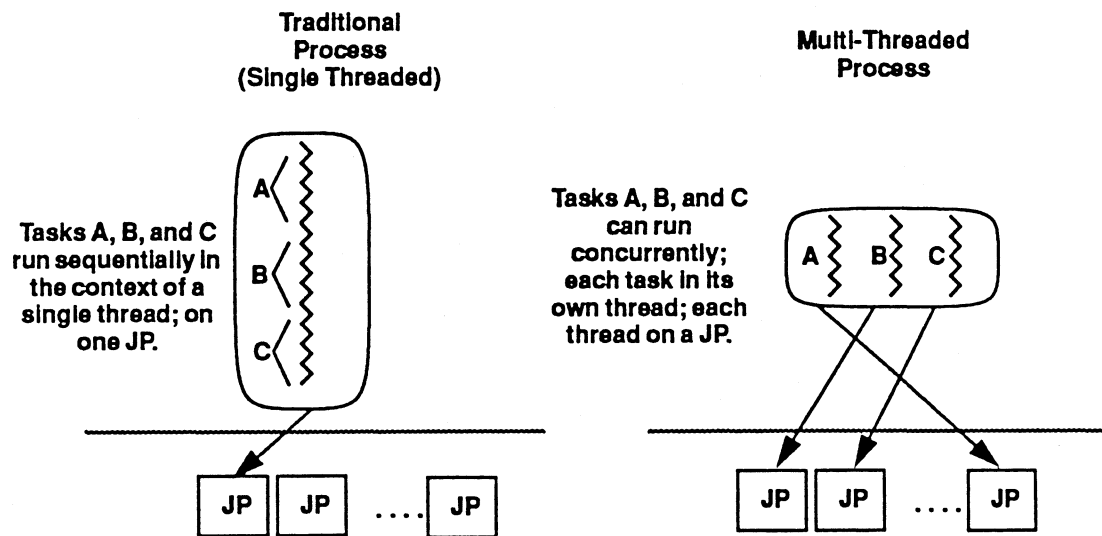 Traditional
Process
(Single Threaded)
A
B
C
Tasks A, B, and C
run sequentially in
the context of a
single thread; on
one JP.
JP JP .... JP
Multi-Threaded
Process
Tasks A, B, and C
can run
concurrently;
each task in its
own thread; each
thread on a JP.
A B C
JP JP .... JP